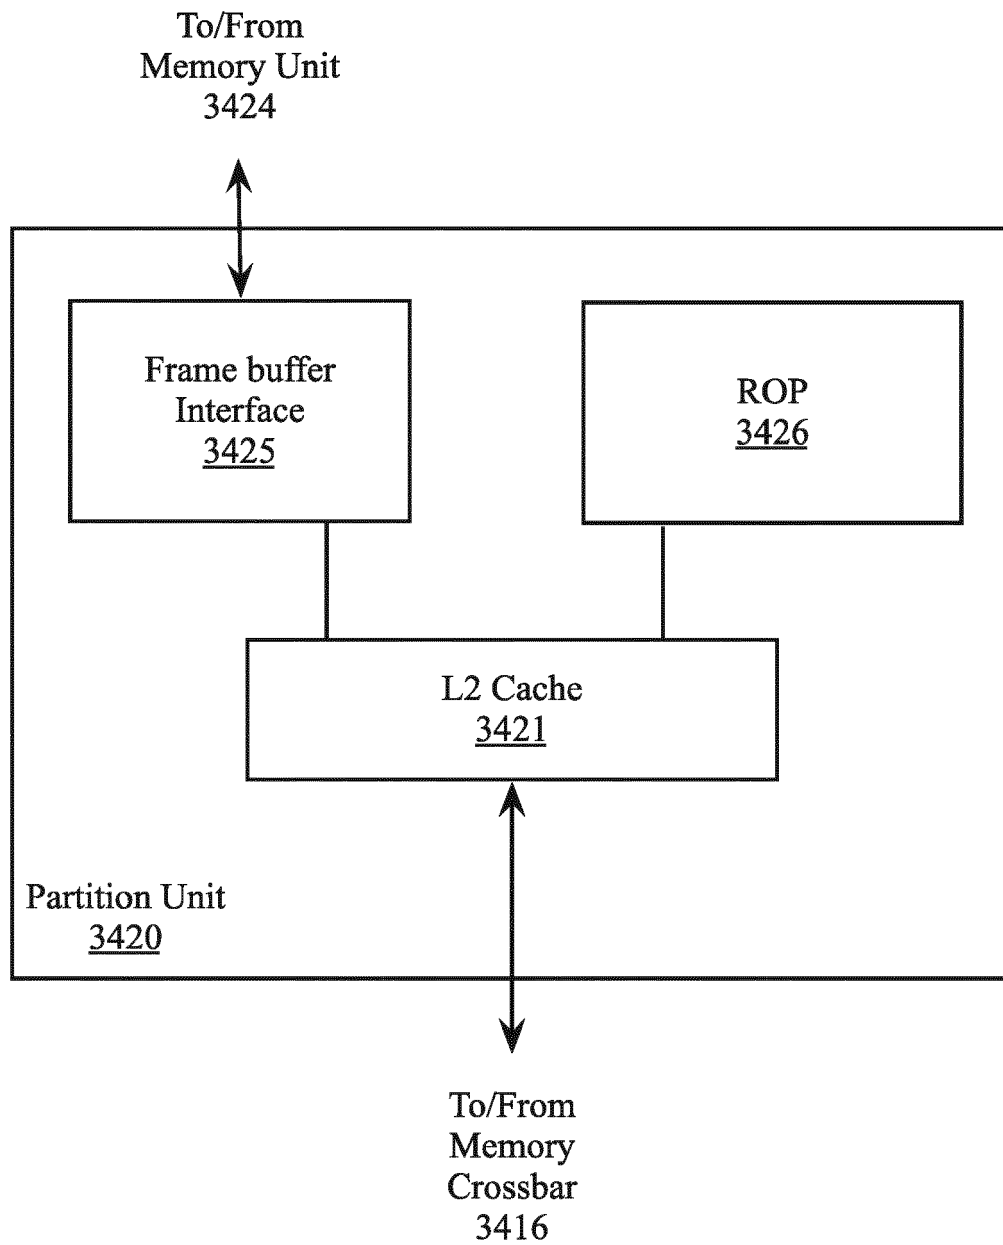 To/From
Memory Unit
3424
Frame buffer
Interface
3425
ROP
3426
L2 Cache
3421
Partition Unit
3420
To/From
Memory
Crossbar
3416